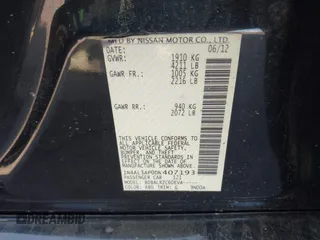 MFD BY NISSAN MOTOR CO., LTD.
DATE: 06/12
GVWR: 1910 KG
4211 LB
GAWR FR.: 1005 KG
2216 LB
GAWR RR.: 940 KG
2072 LB
THIS VEHICLE CONFORMS TO ALL
APPLICABLE FEDERAL MOTOR
VEHICLE SAFETY,
BUMPER, AND THEFT
PREVENTION STANDARDS
IN EFFECT ON THE DATE OF
MANUFACTURE SHOWN ABOVE.
407193
PASSENGER CAR
COLOR: TRIM: G
DREAMBID